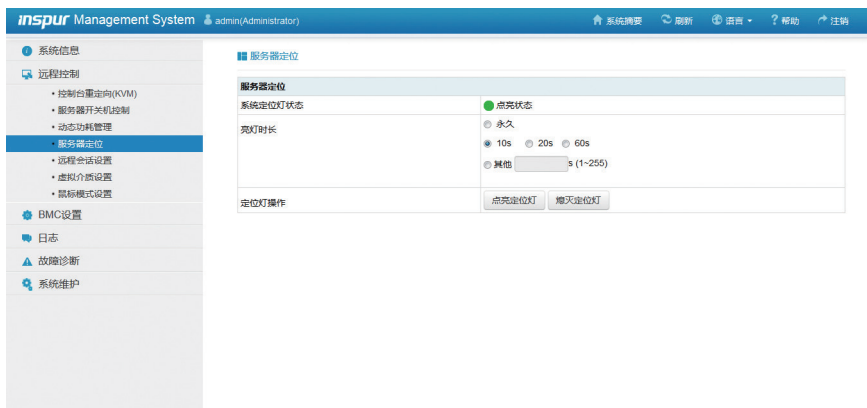 inspur Management System admin(Administrator) 系统摘要 刷新 语言 帮助 注销
系统信息
远程控制
• 控制台重定向(KVM)
• 服务器开关机控制
• 动态功耗管理
• 服务器定位
• 远程会话设置
• 虚拟介质设置
• 鼠标模式设置
BMC设置
日志
故障诊断
系统维护
服务器定位
服务器定位
系统定位灯状态 点亮状态
亮灯时长 永久
10s 20s 60s
其他 s (1~255)
定位灯操作 点亮定位灯 熄灭定位灯